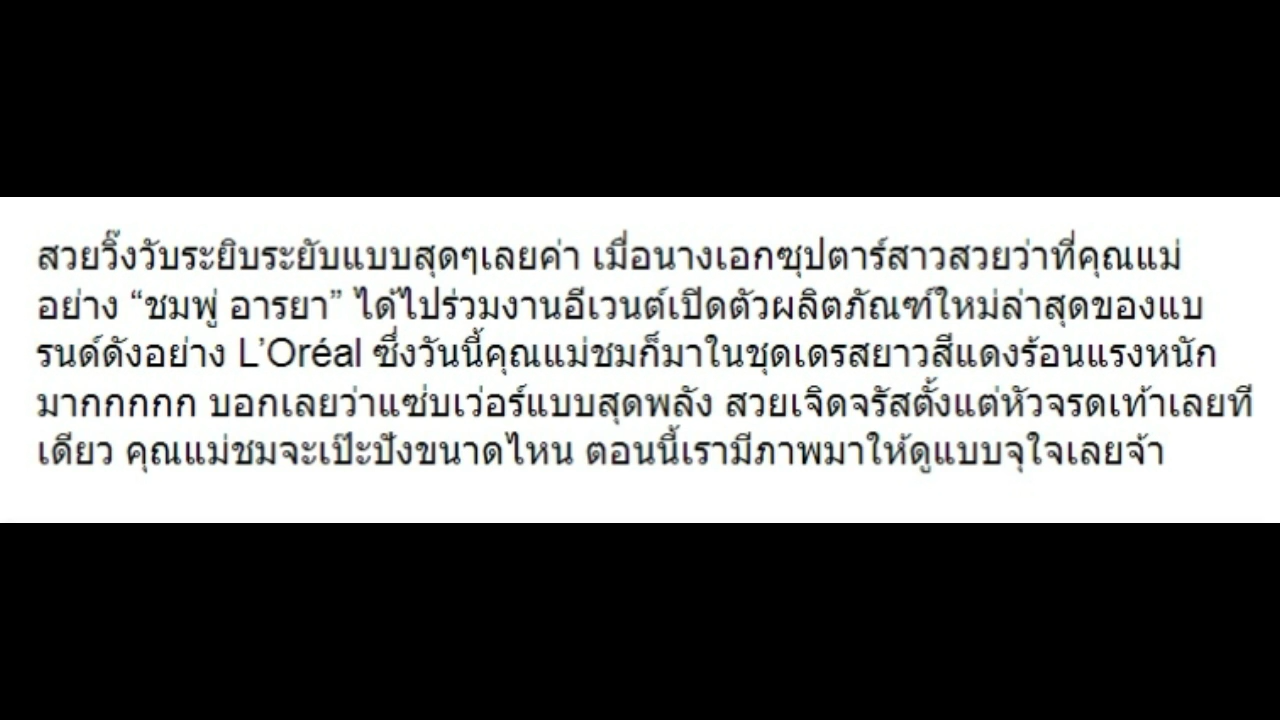 สวยวิ๊งวับระยิบระยับแบบสุดๆเลยค่า เมื่อนางเอกซุปตาร์สาวสวยว่าที่คุณแม่
อย่าง “ชมพู่ อารยา” ได้ไปร่วมงานอีเวนต์เปิดตัวผลิตภัณฑ์ใหม่ล่าสุดของแบ
รนด์ดังอย่าง L’Oréal ซึ่งวันนี้คุณแม่ชมก็มาในชุดเดรสยาวสีแดงร้อนแรงหนัก
มากกกกก บอกเลยว่าแซ่บเว่อร์แบบสุดพลัง สวยเจิดจรัสตั้งแต่หัวจรดเท้าเลยที
เดียว คุณแม่ชมจะเป๊ะปังขนาดไหน ตอนนี้เรามีภาพมาให้ดูแบบจุใจเลยจ้า